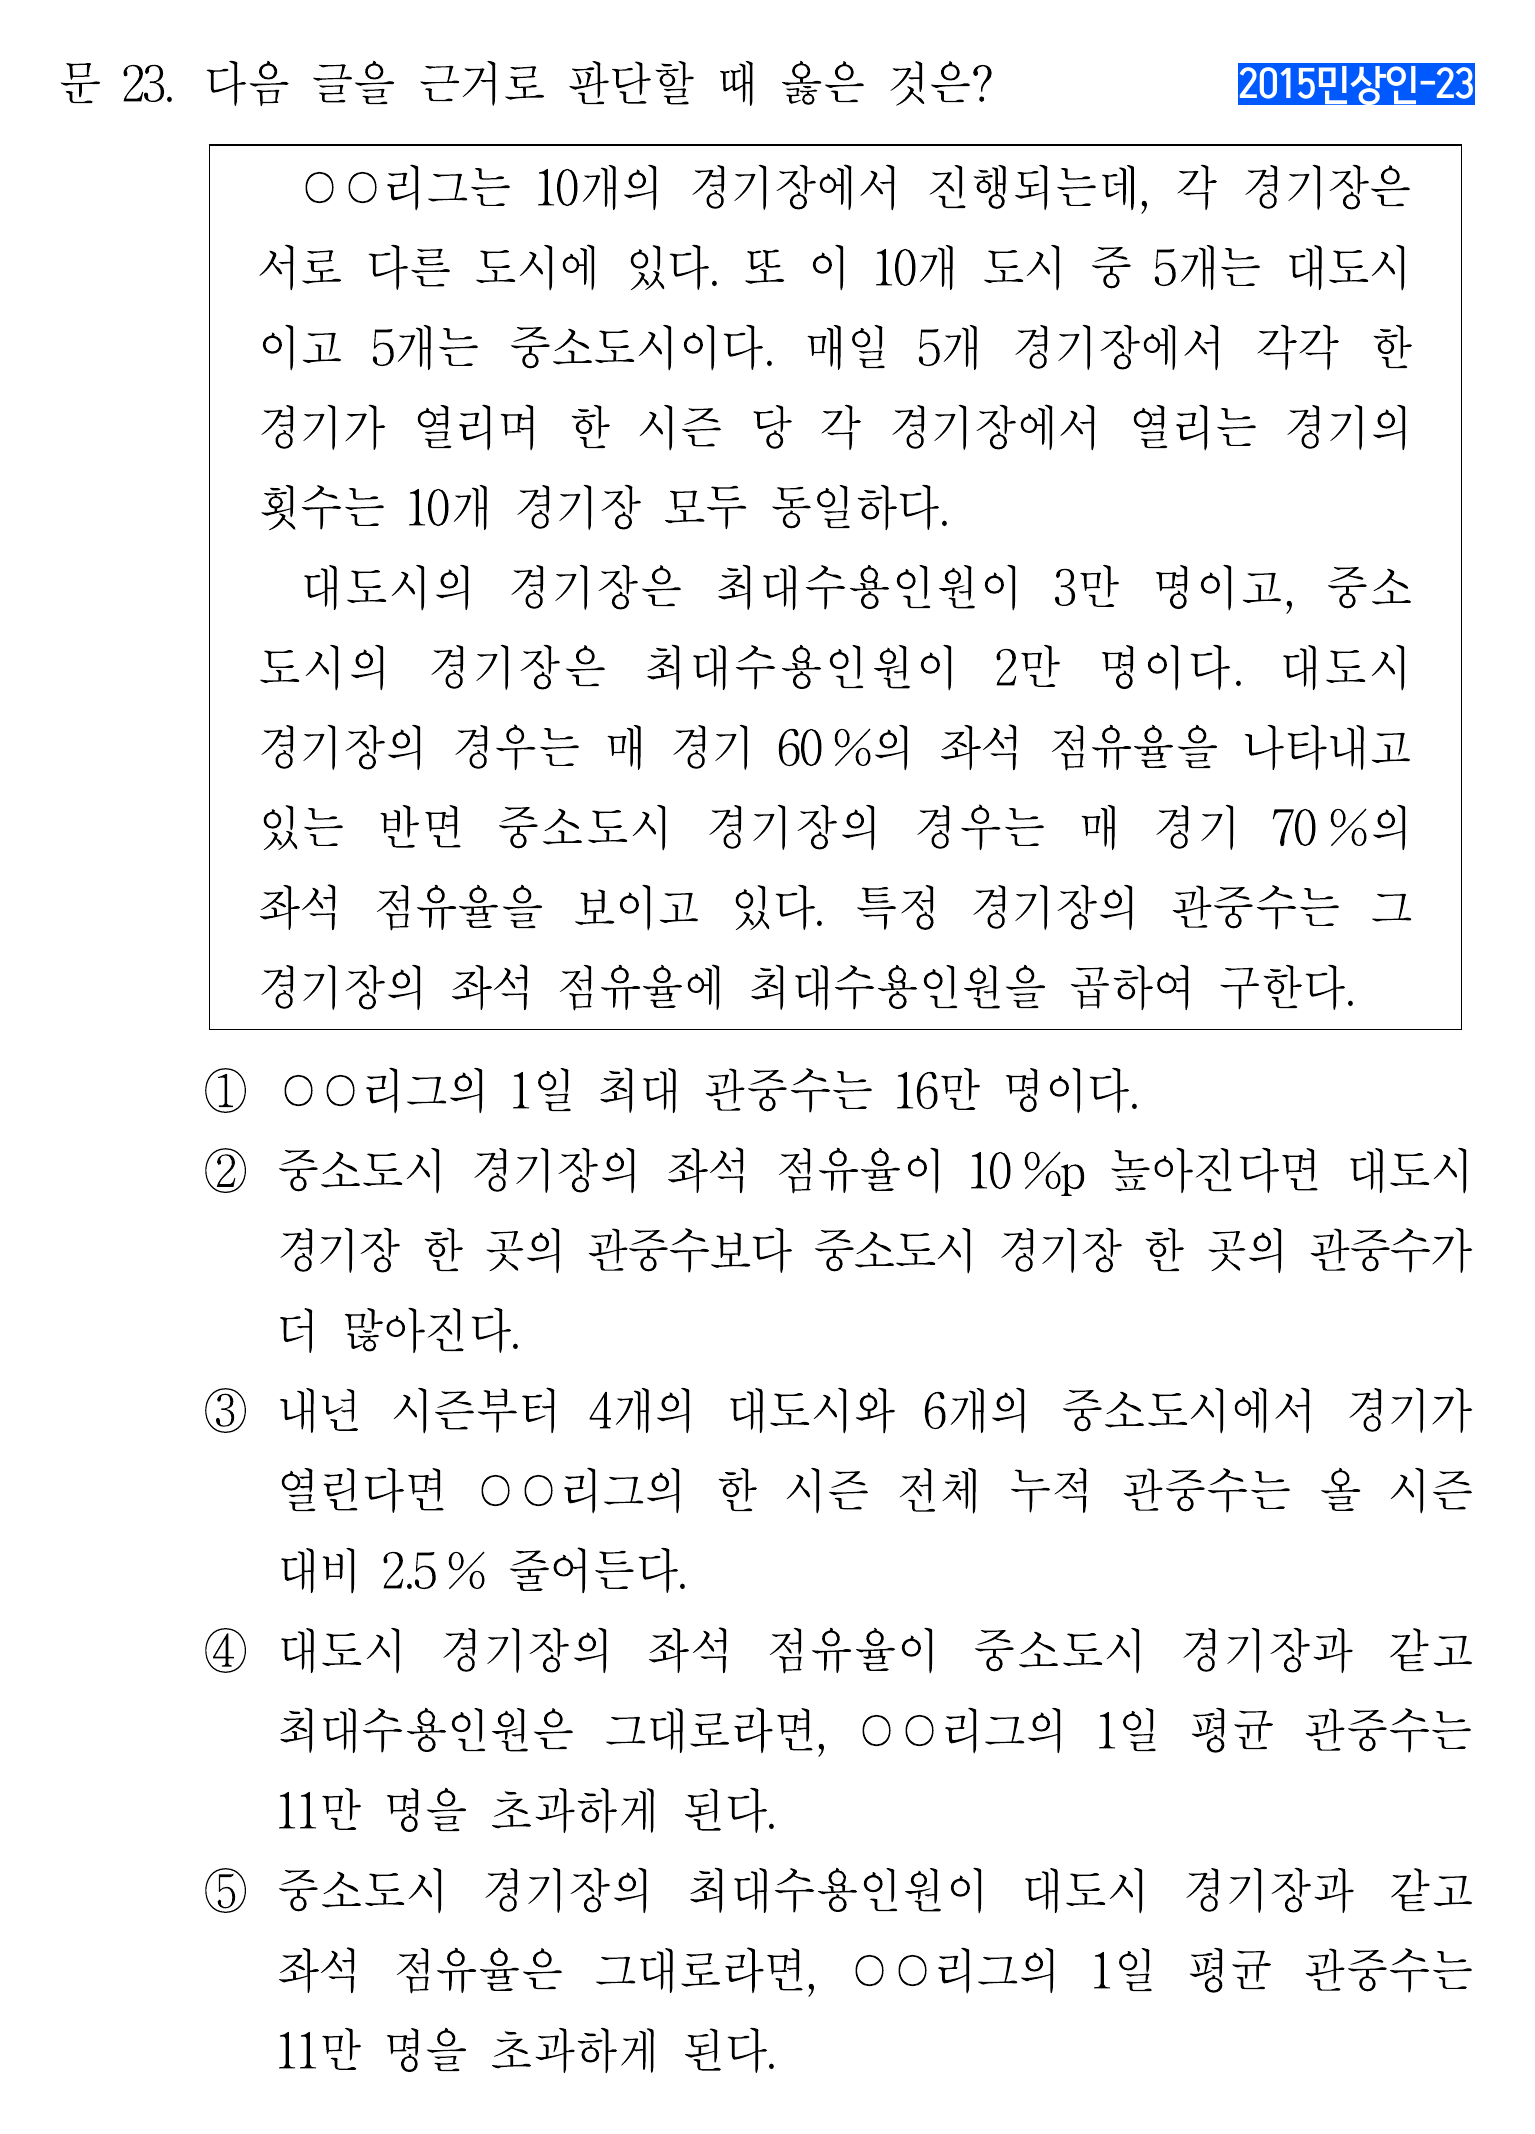 문 23. 다음 글을 근거로 판단할 때 옳은 것은?
2015민상인-23
○○리그는 10개의 경기장에서 진행되는데, 각 경기장은
서로 다른 도시에 있다. 또 이 10개 도시 중 5개는 대도시
이고 5개는 중소도시이다. 매일 5개 경기장에서 각각 한
경기가 열리며 한 시즌 당 각 경기장에서 열리는 경기의
횟수는 10개 경기장 모두 동일하다.
대도시의 경기장은 최대수용인원이 3만 명이고, 중소
도시의 경기장은 최대수용인원이 2만 명이다. 대도시
경기장의 경우는 매 경기 60%의 좌석 점유율을 나타내고
있는 반면 중소도시 경기장의 경우는 매 경기 70%의
좌석 점유율을 보이고 있다. 특정 경기장의 관중수는 그
경기장의 좌석 점유율에 최대수용인원을 곱하여 구한다.
① ○○리그의 1일 최대 관중수는 16만 명이다.
② 중소도시 경기장의 좌석 점유율이 10%p 높아진다면 대도시
경기장 한 곳의 관중수보다 중소도시 경기장 한 곳의 관중수가
더 많아진다.
③ 내년 시즌부터 4개의 대도시와 6개의 중소도시에서 경기가
열린다면 ○○리그의 한 시즌 전체 누적 관중수는 올 시즌
대비 2.5% 줄어든다.
④ 대도시 경기장의 좌석 점유율이 중소도시 경기장과 같고
최대수용인원은 그대로라면, ○○리그의 1일 평균 관중수는
11만 명을 초과하게 된다.
⑤ 중소도시 경기장의 최대수용인원이 대도시 경기장과 같고
좌석 점유율은 그대로라면, ○○리그의 1일 평균 관중수는
11만 명을 초과하게 된다.